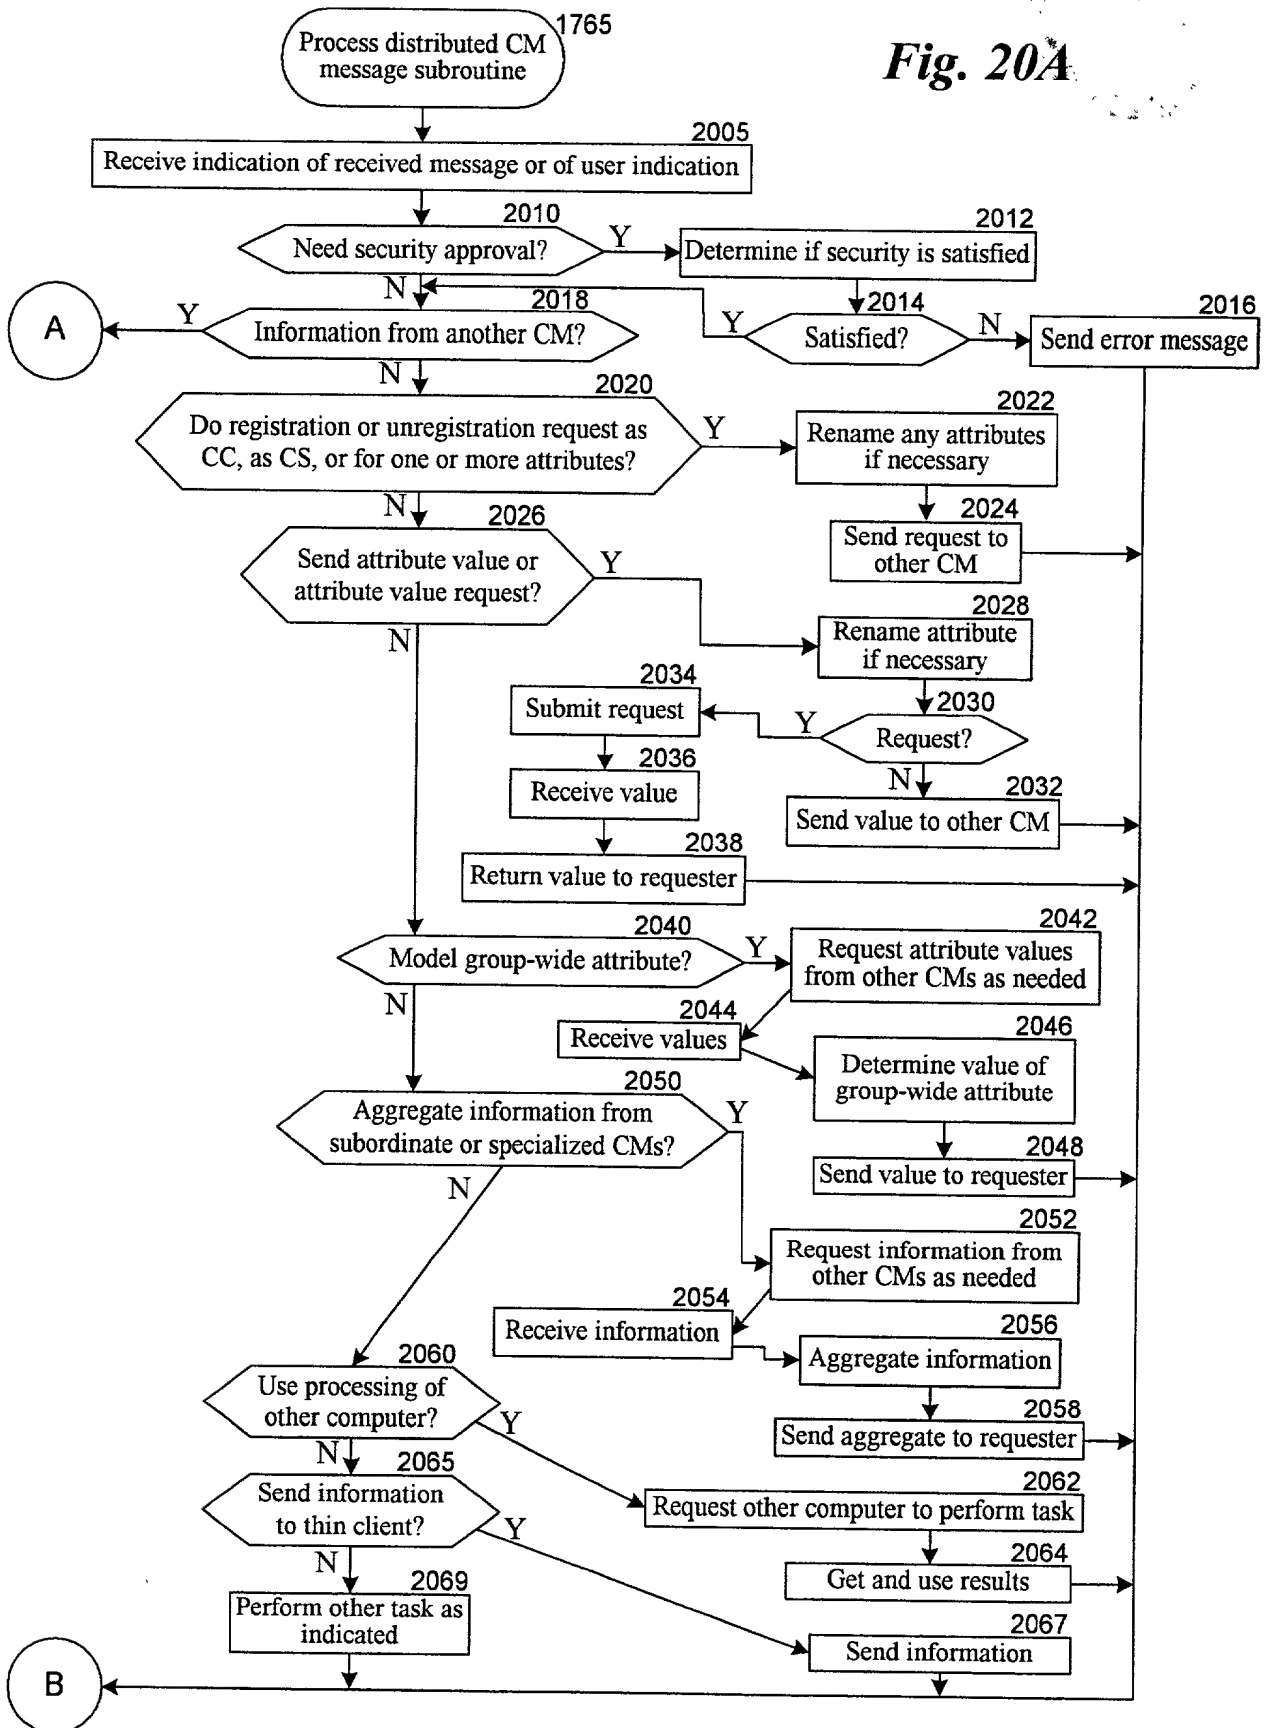 1765
Process distributed CM
message subroutine
Fig. 20A
2005
Receive indication of received message or of user indication
2010
Need security approval?
Y
2012
Determine if security is satisfied
N
2018
Information from another CM?
Y
A
2014
Satisfied?
Y
N
2016
Send error message
N
2020
Do registration or unregistration request as
CC, as CS, or for one or more attributes?
Y
2022
Rename any attributes
if necessary
2024
Send request to
other CM
N
2026
Send attribute value or
attribute value request?
Y
2028
Rename attribute
if necessary
N
2030
Request?
Y
2034
Submit request
2036
Receive value
2038
Return value to requester
N
2032
Send value to other CM
2040
Model group-wide attribute?
Y
2042
Request attribute values
from other CMs as needed
N
2044
Receive values
2046
Determine value of
group-wide attribute
2048
Send value to requester
2050
Aggregate information from
subordinate or specialized CMs?
Y
N
2052
Request information from
other CMs as needed
2054
Receive information
2056
Aggregate information
2058
Send aggregate to requester
2060
Use processing of
other computer?
Y
N
2062
Request other computer to perform task
2064
Get and use results
2065
Send information
to thin client?
Y
N
2067
Send information
2069
Perform other task as
indicated
B